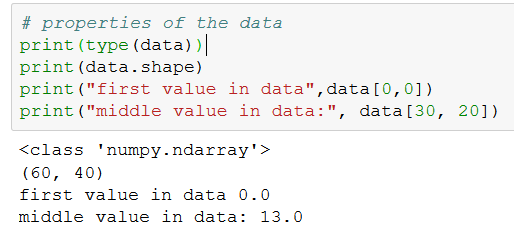 # properties of the data
print(type(data))
print(data.shape)
print("first value in data",data[0,0])
print("middle value in data:", data[30, 20])
<class 'numpy.ndarray'>
(60, 40)
first value in data 0.0
middle value in data: 13.0